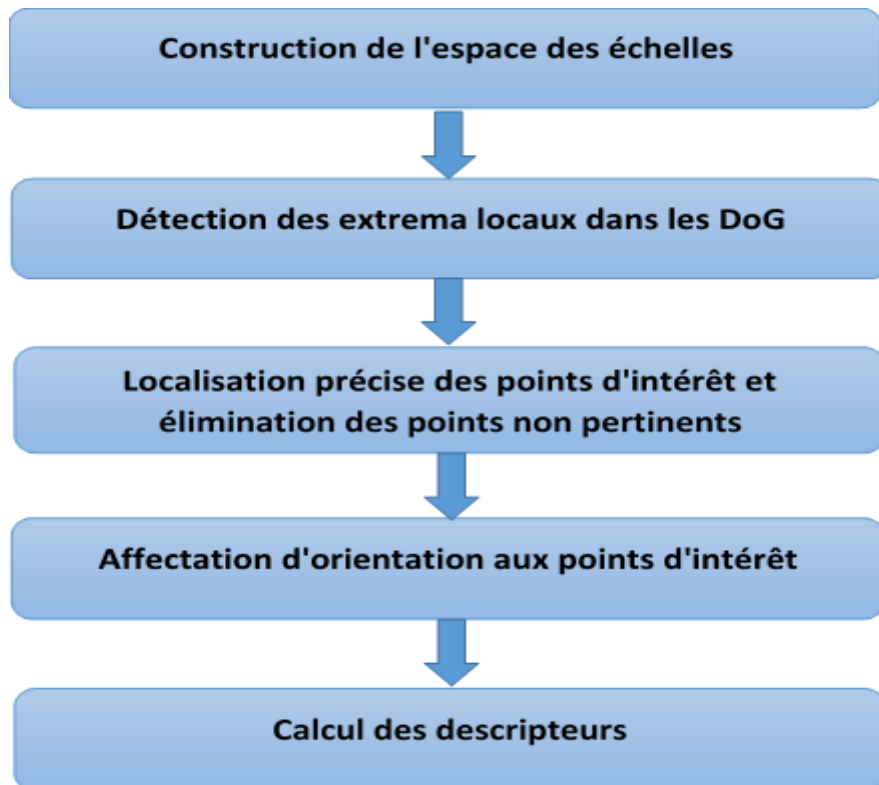 Construction de l'espace des échelles
Détection des extrema locaux dans les DoG
Localisation précise des points d'intérêt et
élimination des points non pertinents
Affectation d'orientation aux points d'intérêt
Calcul des descripteurs